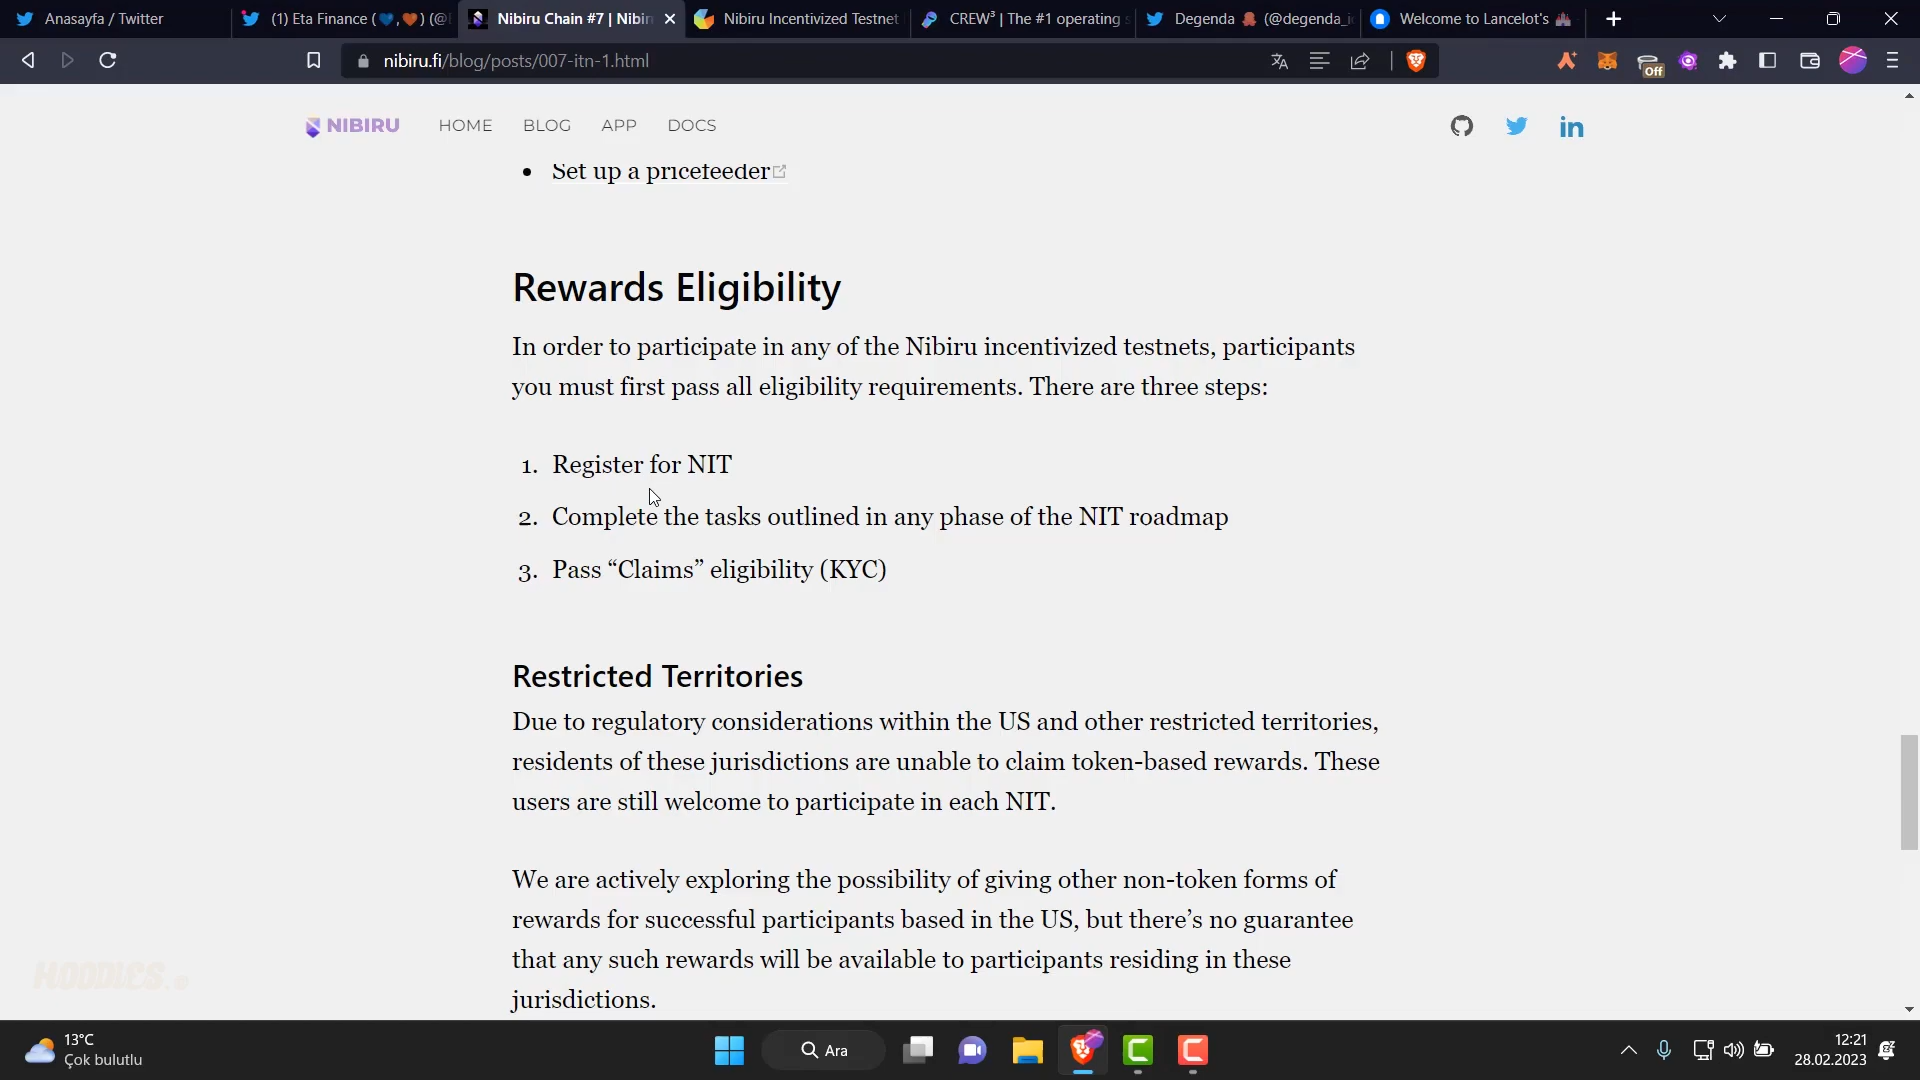 Anasayfa / Twitter
(1) Eta Finance (💙,🧡) (@
Nibiru Chain #7 | Nibir
Nibiru Incentivized Testnet
CREW³ | The #1 operating
Degenda (@degenda_i
Welcome to Lancelot's
nibiru.fi/blog/posts/007-itn-1.html
Off
NIBIRU
HOME
BLOG
APP
DOCS
• Set up a pricefeeder
Rewards Eligibility
In order to participate in any of the Nibiru incentivized testnets, participants
you must first pass all eligibility requirements. There are three steps:
1. Register for NIT
2. Complete the tasks outlined in any phase of the NIT roadmap
3. Pass “Claims” eligibility (KYC)
Restricted Territories
Due to regulatory considerations within the US and other restricted territories,
residents of these jurisdictions are unable to claim token-based rewards. These
users are still welcome to participate in each NIT.
We are actively exploring the possibility of giving other non-token forms of
rewards for successful participants based in the US, but there’s no guarantee
that any such rewards will be available to participants residing in these
jurisdictions.
13°C
Çok bulutlu
Ara
12:21
28.02.2023